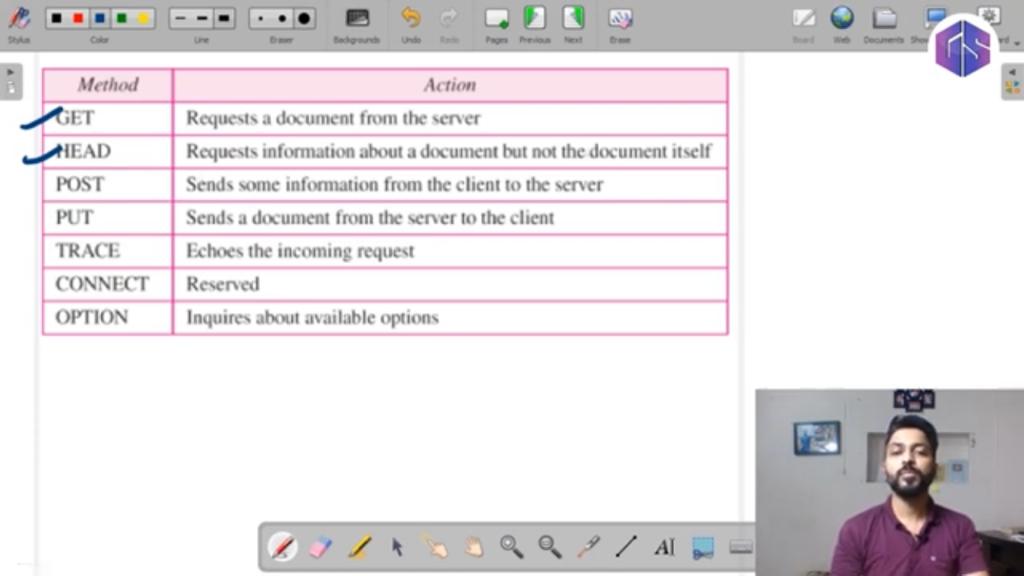 Stylus Color Line Eraser Backgrounds Undo Redo Pages Previous Next Erase Board Web Documents
Method Action
GET Requests a document from the server
HEAD Requests information about a document but not the document itself
POST Sends some information from the client to the server
PUT Sends a document from the server to the client
TRACE Echoes the incoming request
CONNECT Reserved
OPTION Inquires about available options
AI